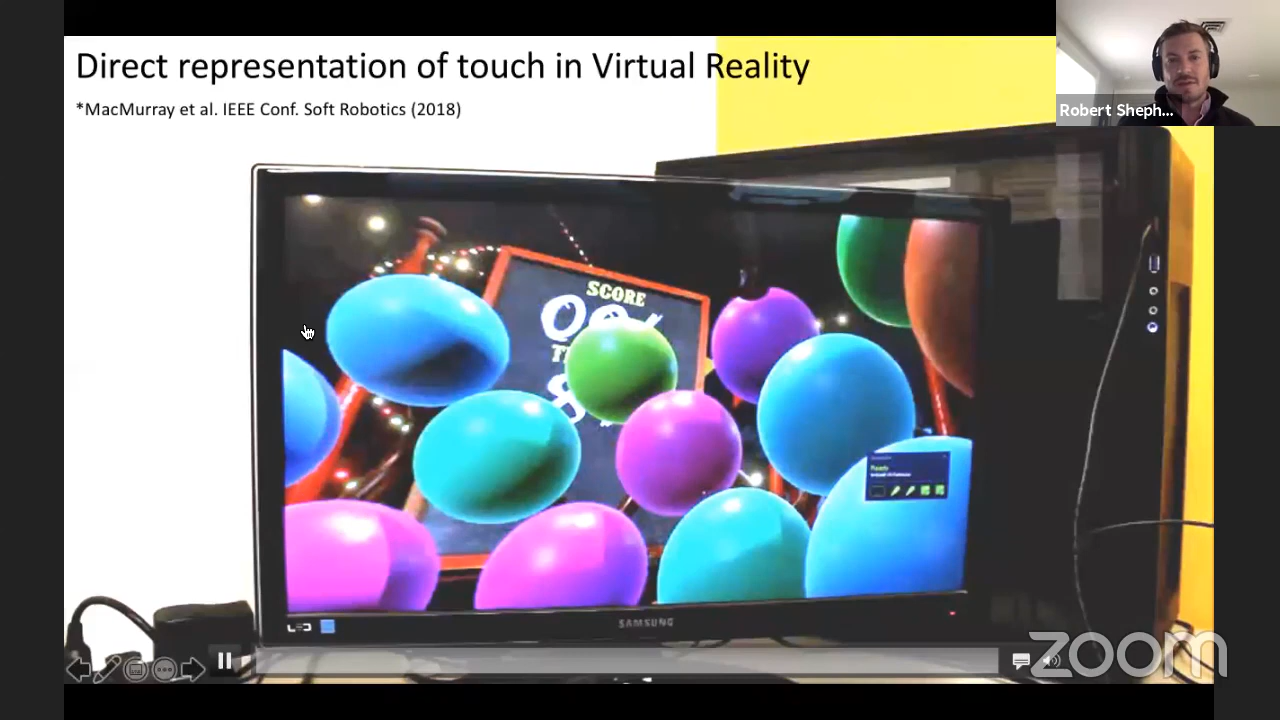 Direct representation of touch in Virtual Reality
*MacMurray et al. IEEE Conf. Soft Robotics (2018)
Robert Sheph...
SCORE
SAMSUNG
zoom